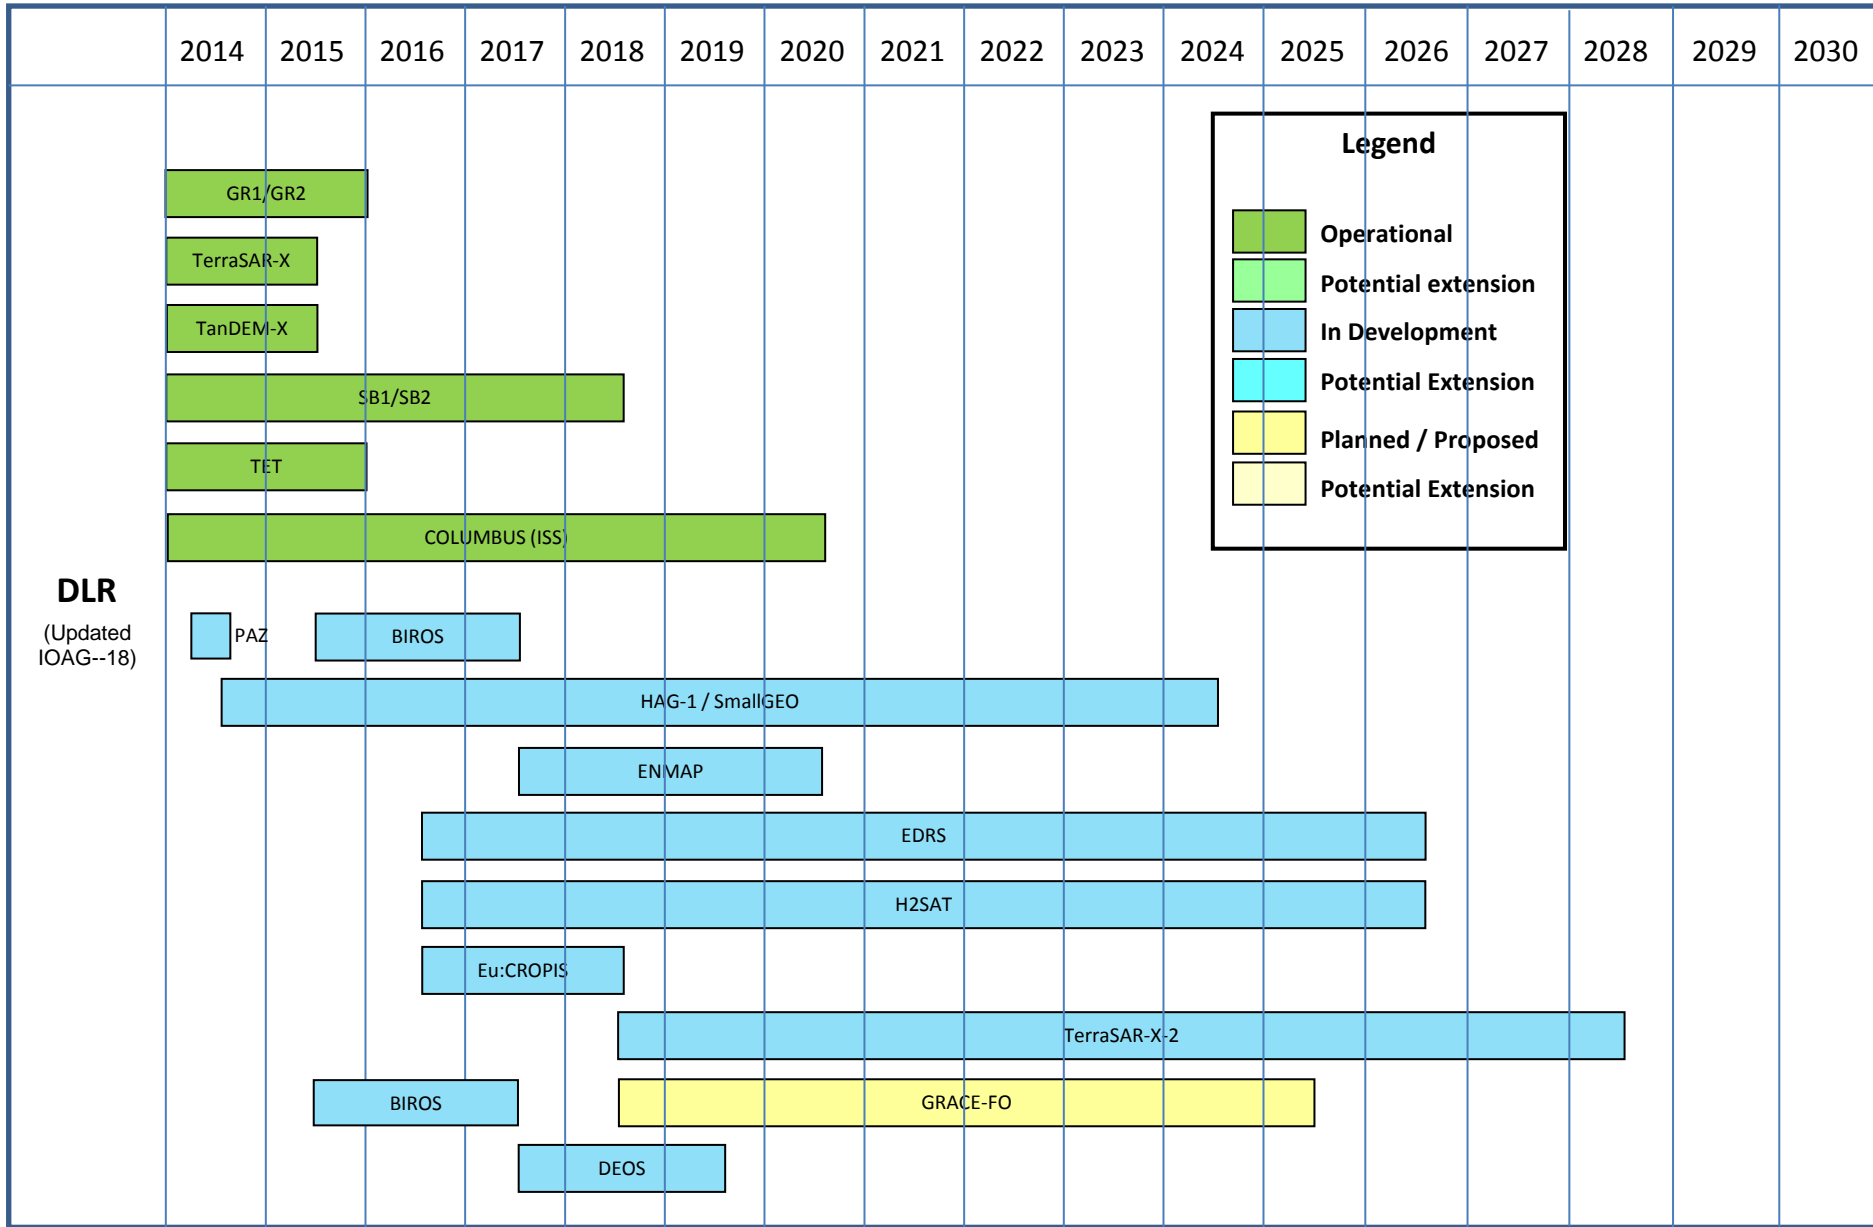 2014 2015 2016 2017 2018 2019 2020 2021 2022 2023 2024 2025 2026 2027 2028 2029 2030
Legend
Operational
Potential extension
In Development
Potential Extension
Planned / Proposed
Potential Extension
GR1/GR2
TerraSAR-X
TanDEM-X
SB1/SB2
TET
COLUMBUS (ISS)
DLR
(Updated
IOAG--18)
PAZ
BIROS
HAG-1 / SmallGEO
ENMAP
EDRS
H2SAT
Eu:CROPIS
TerraSAR-X-2
BIROS
GRACE-FO
DEOS